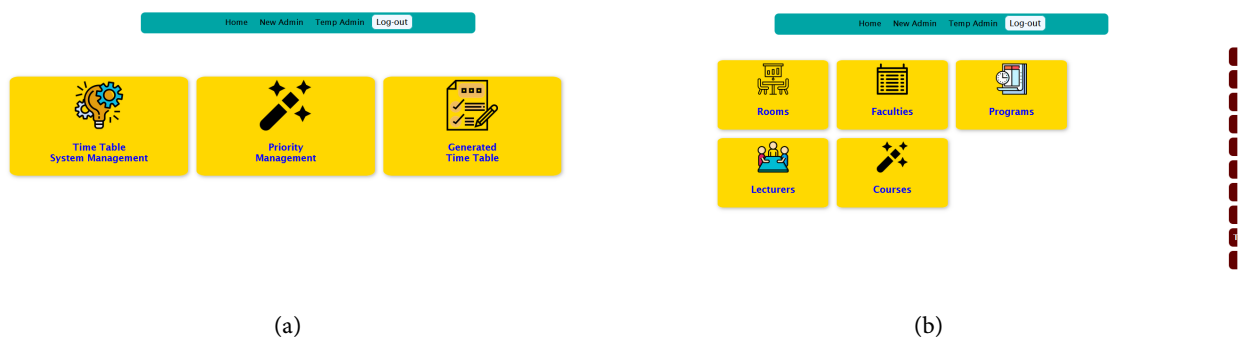 Home New Admin Temp Admin Log-out
Time Table
System Management
Priority
Management
Generated
Time Table
(a)
Home New Admin Temp Admin Log-out
Rooms
Faculties
Programs
Lecturers
Courses
(b)